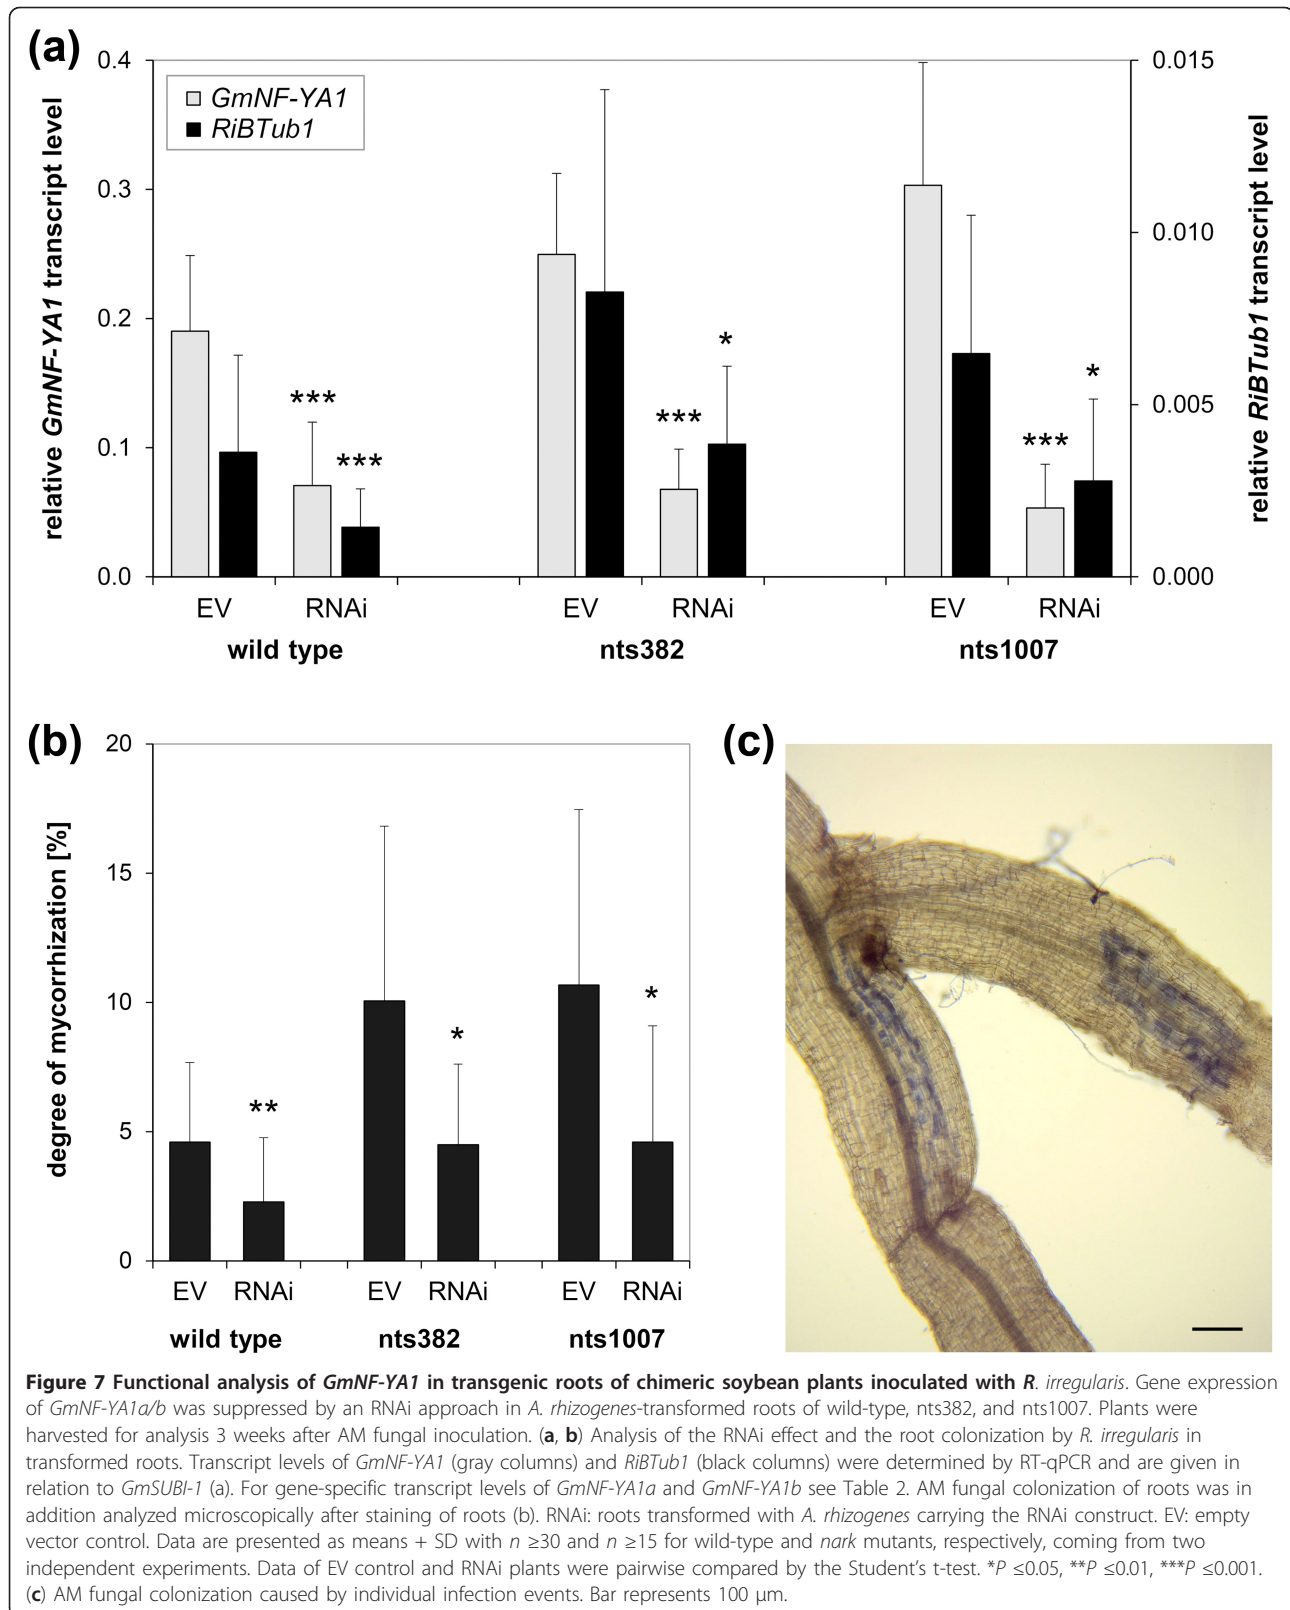 (a)
0.4
0.3
0.2
0.1
0.0
relative GmNF-YA1 transcript level
GmNF-YA1
RiBTub1
0.015
0.010
0.005
0.000
relative RiBTub1 transcript level
***
***
***
*
***
*
EV RNAi EV RNAi EV RNAi
wild type nts382 nts1007
(b)
20
15
10
5
0
degree of mycorrhization [%]
**
*
*
EV RNAi EV RNAi EV RNAi
wild type nts382 nts1007
(c)
Figure 7 Functional analysis of GmNF-YA1 in transgenic roots of chimeric soybean plants inoculated with R. irregularis. Gene expression
of GmNF-YA1a/b was suppressed by an RNAi approach in A. rhizogenes-transformed roots of wild-type, nts382, and nts1007. Plants were
harvested for analysis 3 weeks after AM fungal inoculation. (a, b) Analysis of the RNAi effect and the root colonization by R. irregularis in
transformed roots. Transcript levels of GmNF-YA1 (gray columns) and RiBTub1 (black columns) were determined by RT-qPCR and are given in
relation to GmSUBI-1 (a). For gene-specific transcript levels of GmNF-YA1a and GmNF-YA1b see Table 2. AM fungal colonization of roots was in
addition analyzed microscopically after staining of roots (b). RNAi: roots transformed with A. rhizogenes carrying the RNAi construct. EV: empty
vector control. Data are presented as means + SD with n ≥30 and n ≥15 for wild-type and nark mutants, respectively, coming from two
independent experiments. Data of EV control and RNAi plants were pairwise compared by the Student's t-test. *P ≤0.05, **P ≤0.01, ***P ≤0.001.
(c) AM fungal colonization caused by individual infection events. Bar represents 100 μm.